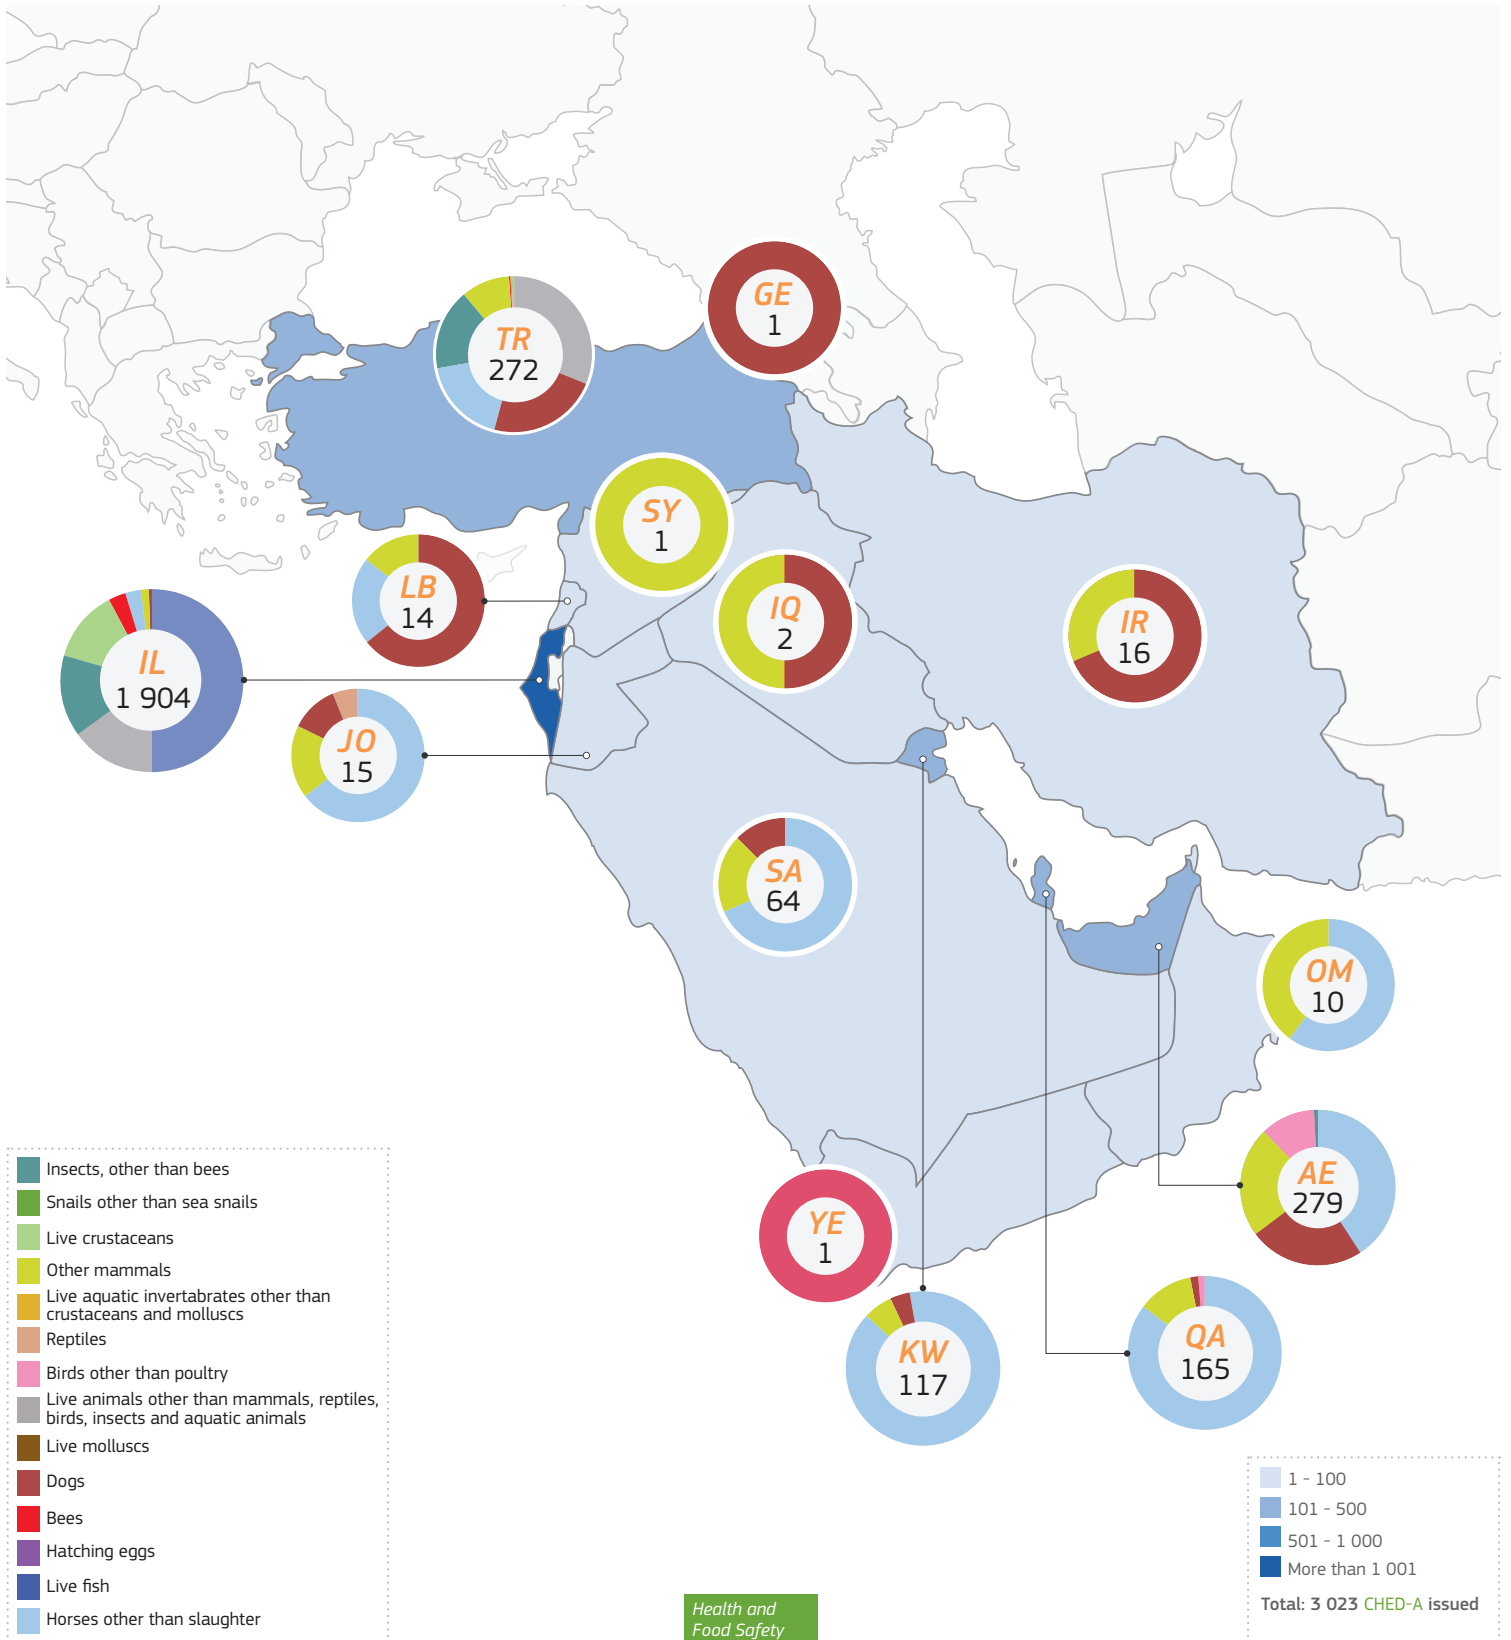 GE
1
TR
272
SY
1
LB
14
IQ
2
IR
16
IL
1 904
JO
15
SA
64
OM
10
AE
279
YE
1
KW
117
QA
165
Insects, other than bees
Snails other than sea snails
Live crustaceans
Other mammals
Live aquatic invertabrates other than
crustaceans and molluscs
Reptiles
Birds other than poultry
Live animals other than mammals, reptiles,
birds, insects and aquatic animals
Live molluscs
Dogs
Bees
Hatching eggs
Live fish
Horses other than slaughter
1 - 100
101 - 500
501 - 1 000
More than 1 001
Total: 3 023 CHED-A issued
Health and
Food Safety